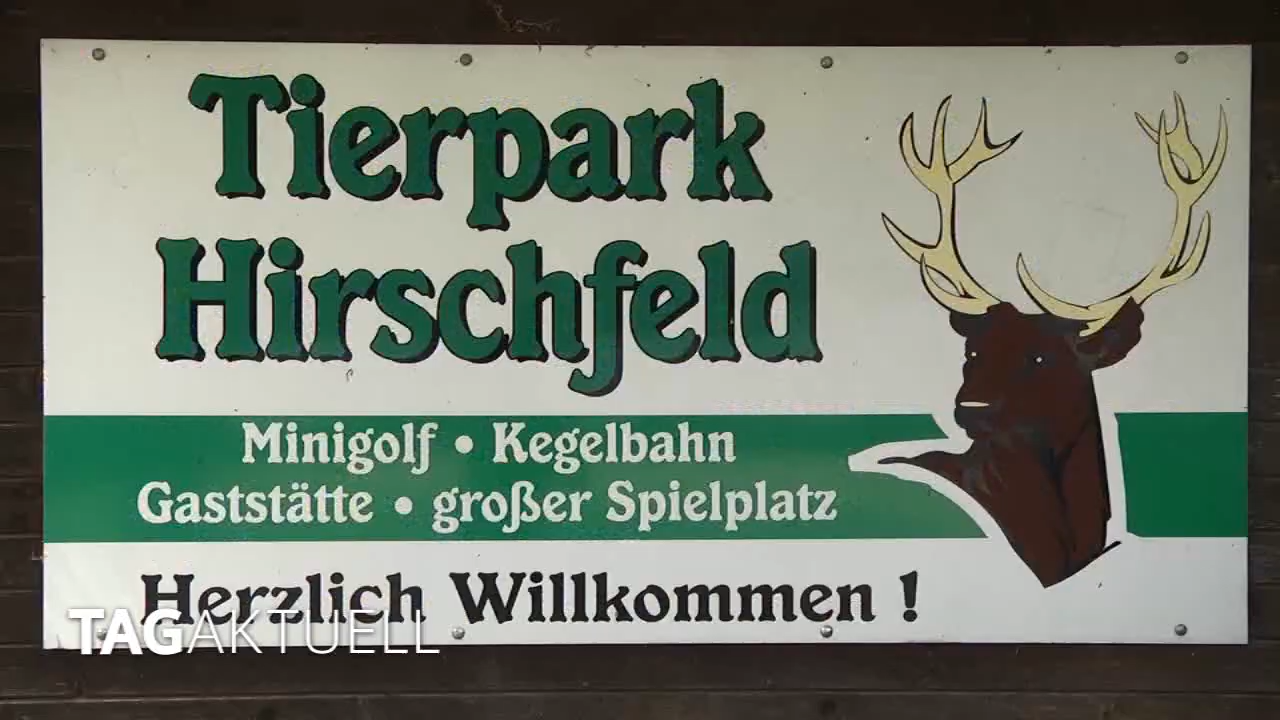 Tierpark
Hirschfeld
Minigolf • Kegelbahn
Gaststätte • großer Spielplatz
Herzlich Willkommen !
TAGAKTUELL